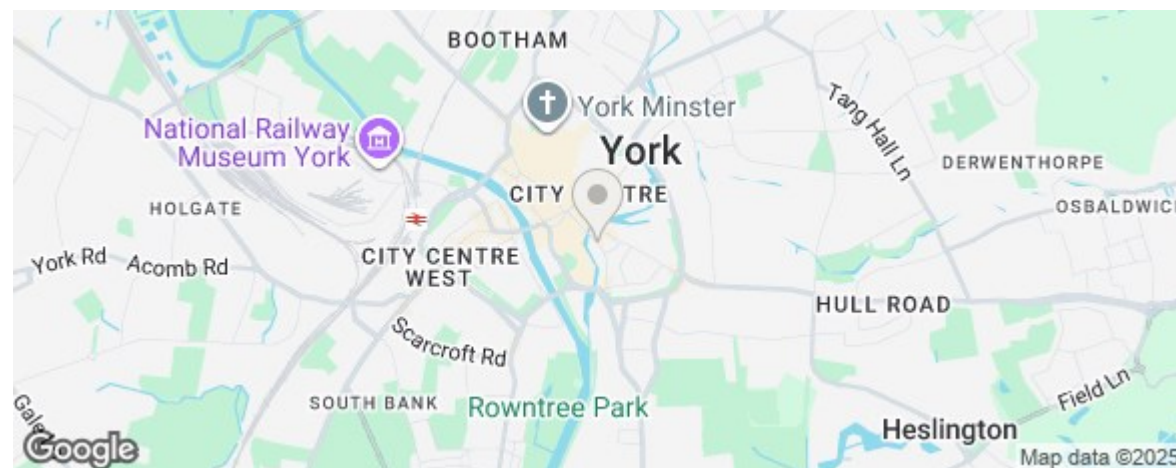 BOOTHAM
York Minster
National Railway
Museum York
York
Tang Hall Ln
DERWENTHORPE
CITY
TRE
HOLGATE
OSBALDWICK
York Rd
Acomb Rd
CITY CENTRE
WEST
HULL ROAD
Scarcroft Rd
Field Ln
SOUTH BANK
Rowntree Park
Heslington
Google
Map data ©2025